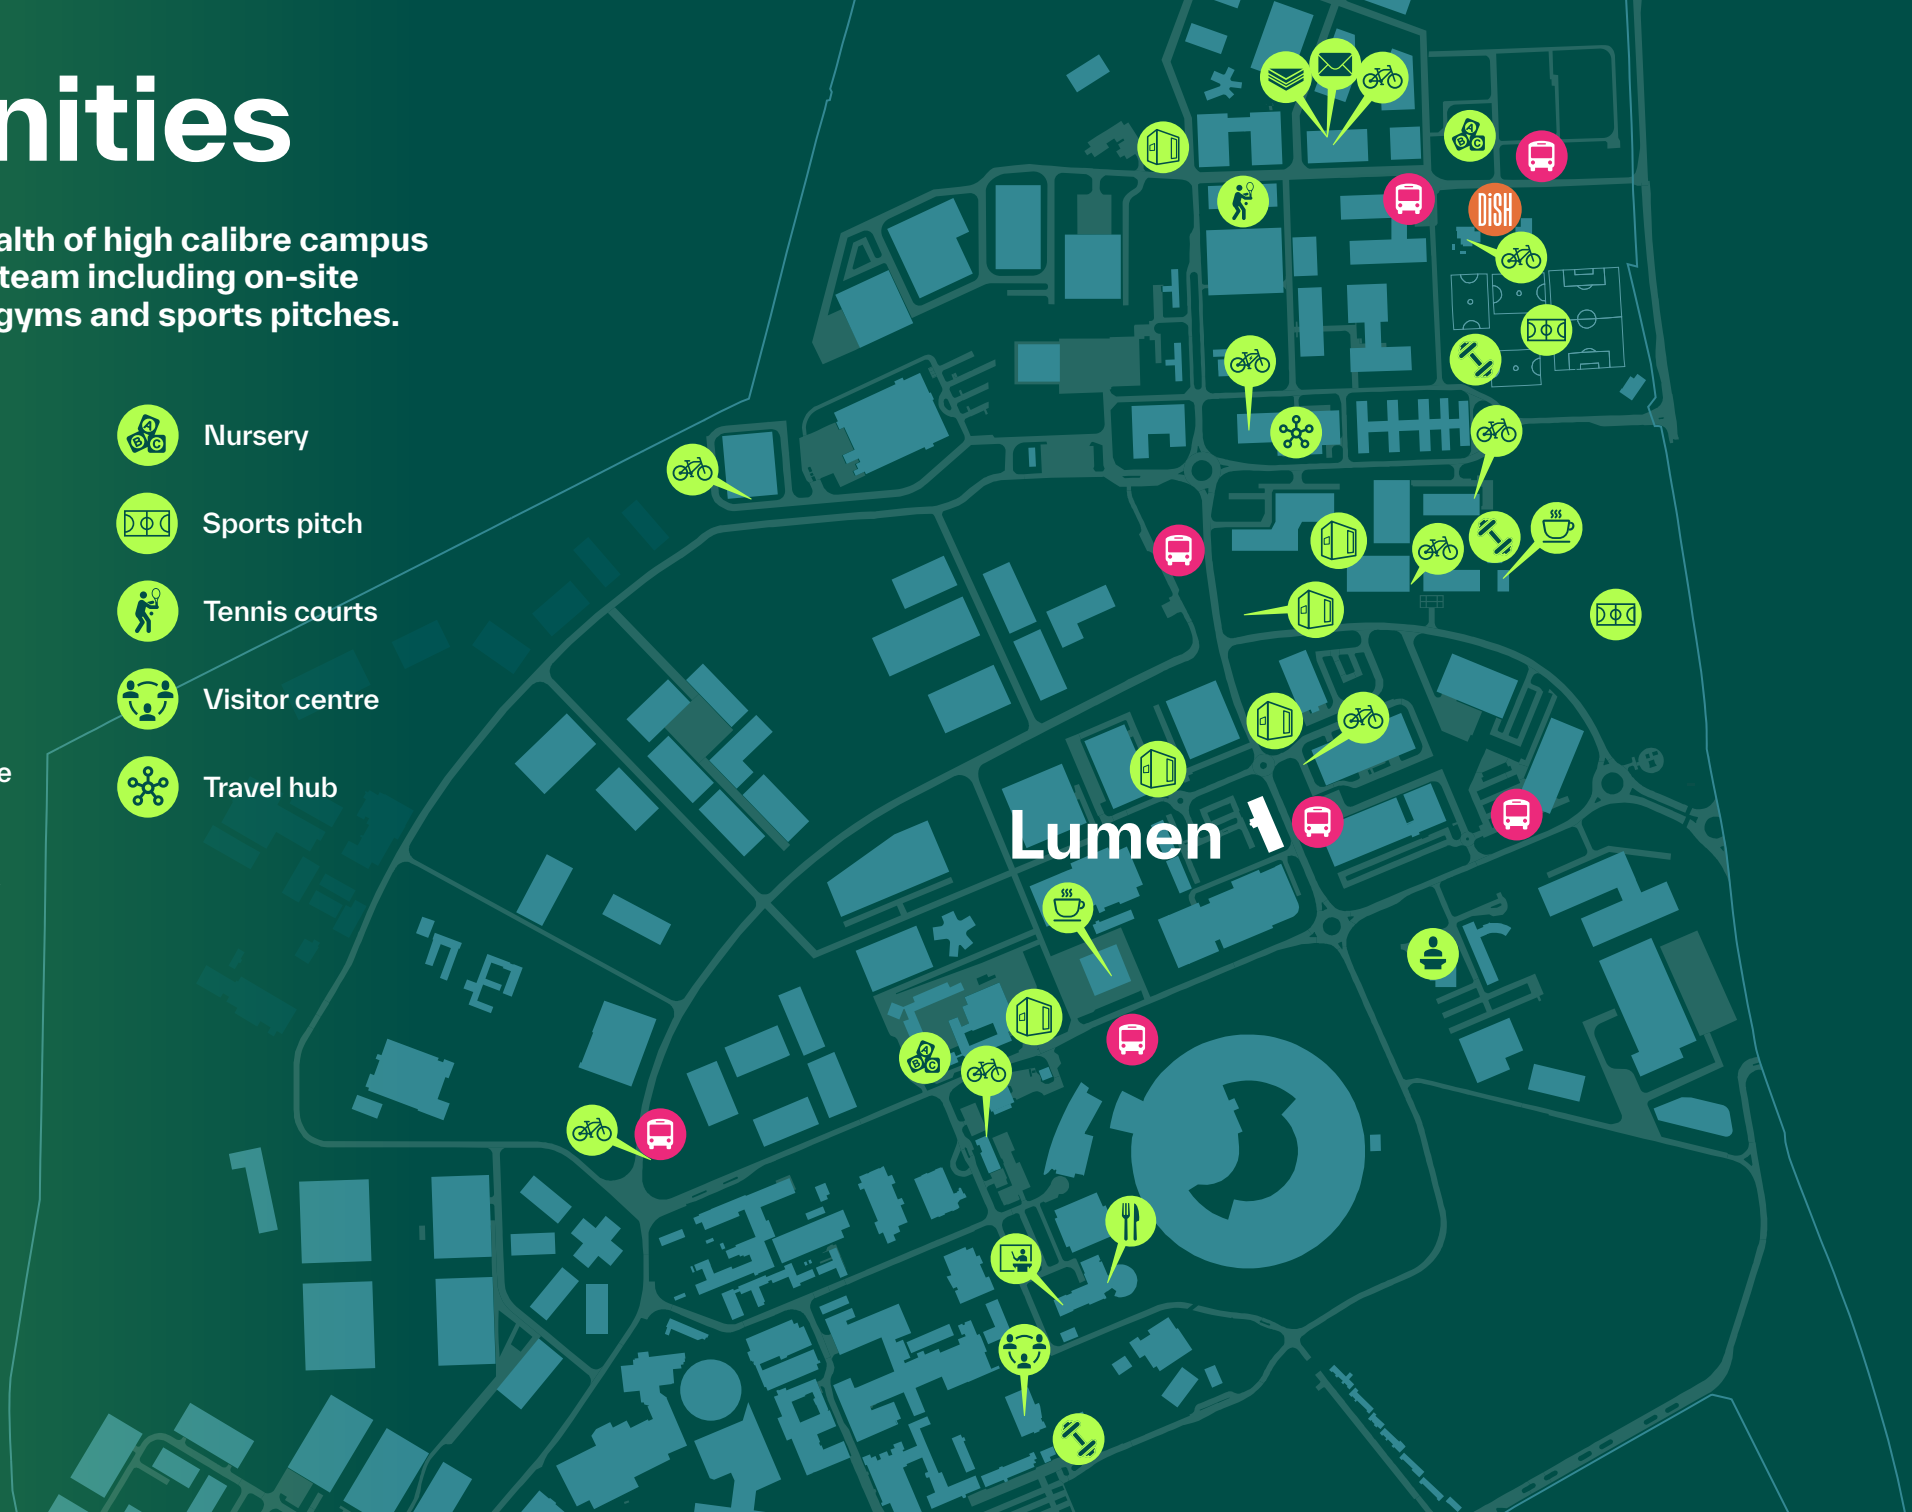 nities
alth of high calibre campus
team including on-site
gyms and sports pitches.
Nursery
Sports pitch
Tennis courts
Visitor centre
e
Travel hub
DiSH
Lumen